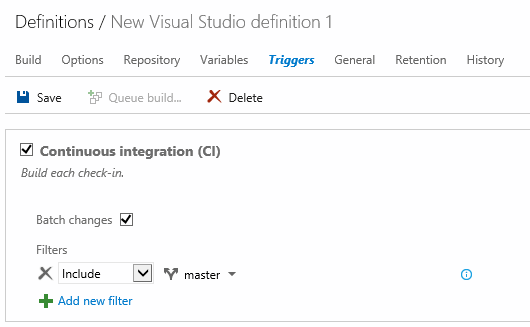 Definitions / New Visual Studio definition 1
Build Options Repository Variables Triggers General Retention History
Save Queue build... Delete
Continuous integration (CI)
Build each check-in.
Batch changes
Filters
Include master
Add new filter